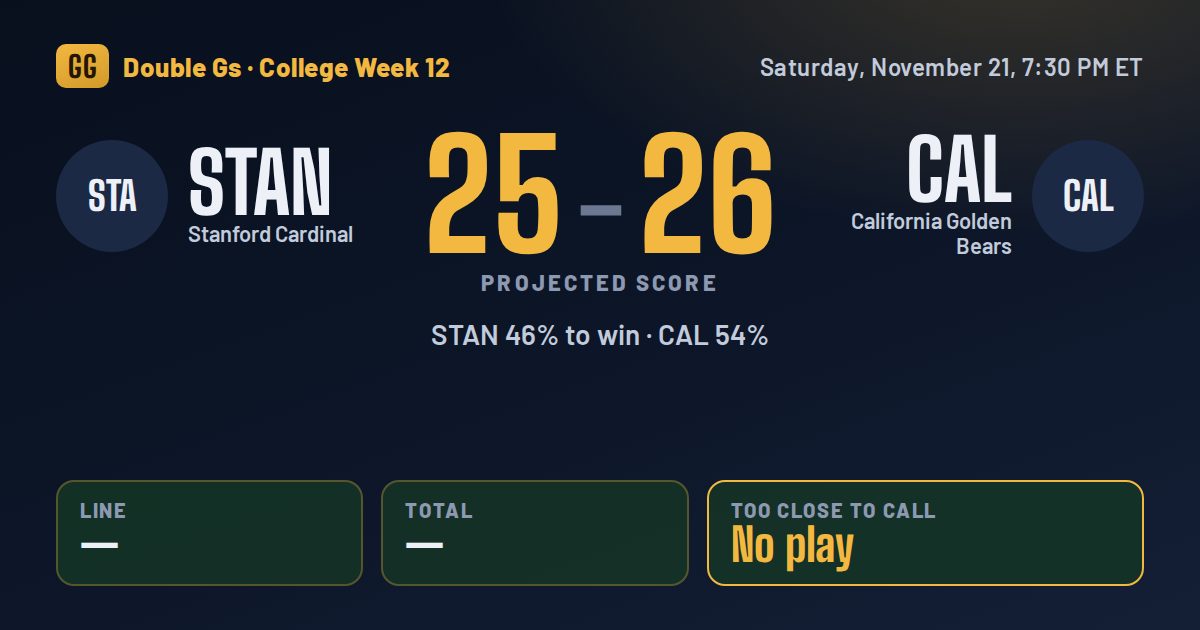 GG
Double Gs · College Week 12
Saturday, November 21, 7:30 PM ET
STA
STAN
Stanford Cardinal
25 – 26
PROJECTED SCORE
STAN 46% to win · CAL 54%
CAL
California Golden
Bears
CAL
LINE
—
TOTAL
—
TOO CLOSE TO CALL
No play